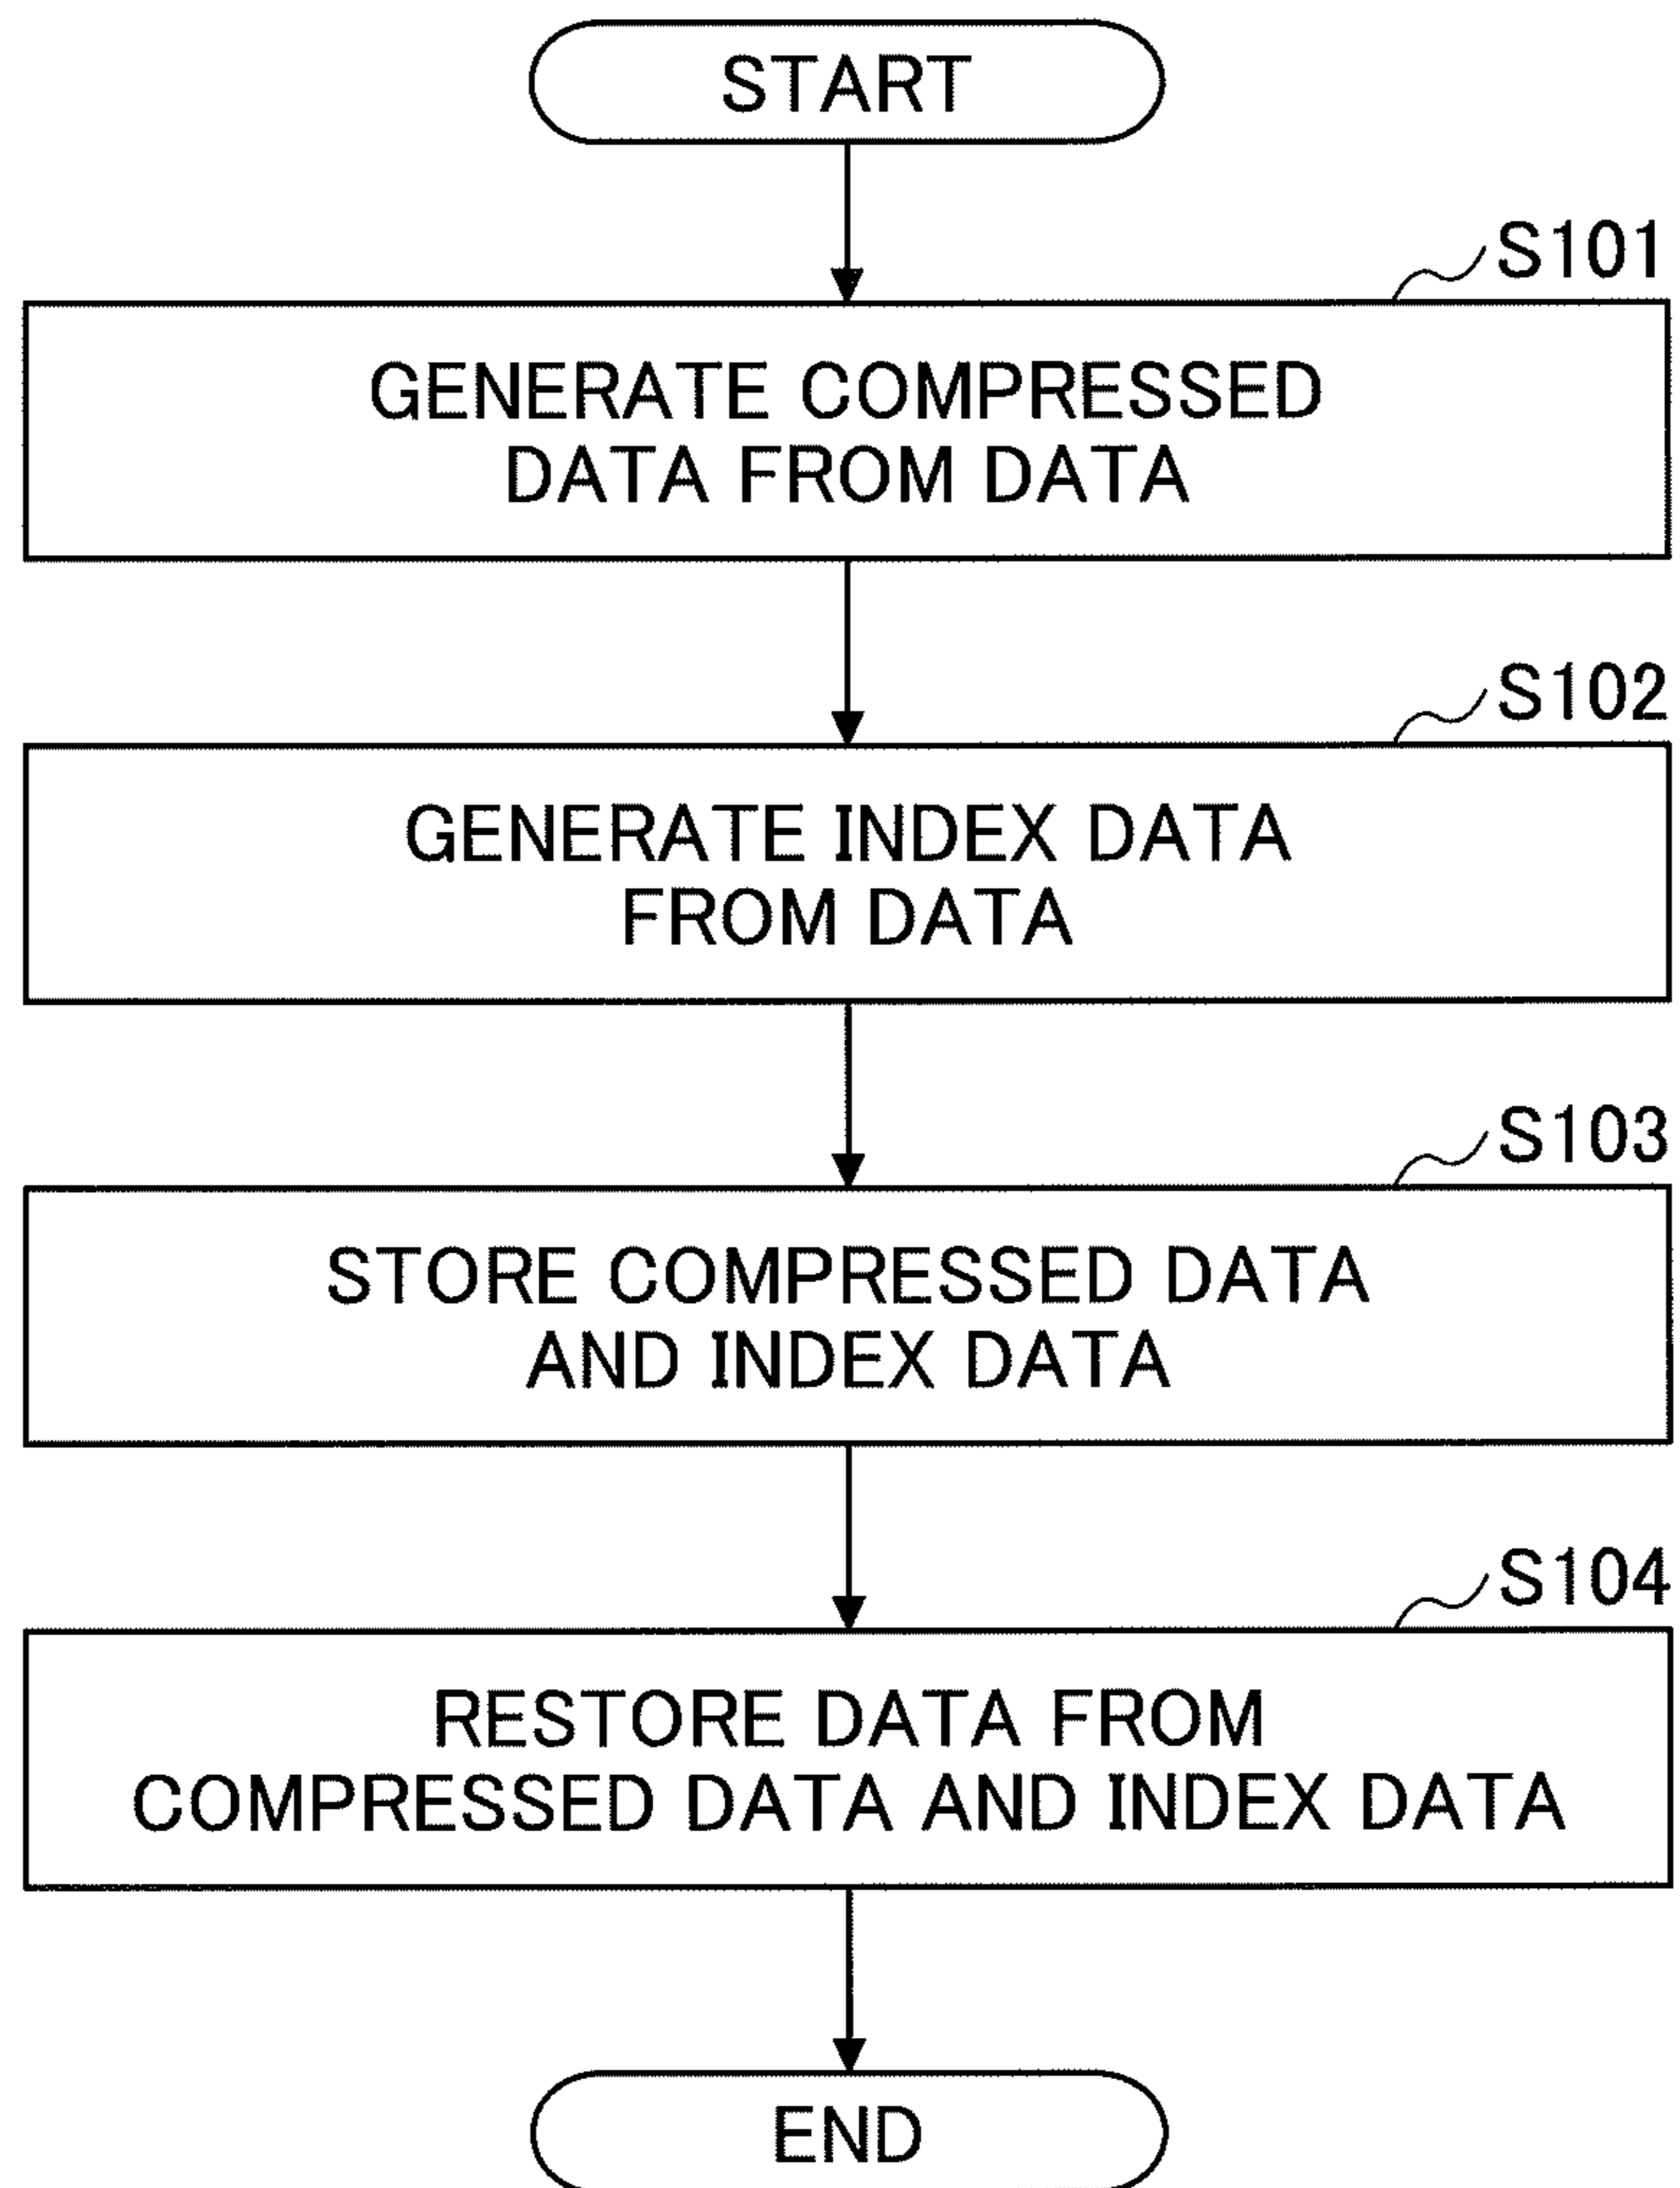 START
S101
GENERATE COMPRESSED
DATA FROM DATA
S102
GENERATE INDEX DATA
FROM DATA
S103
STORE COMPRESSED DATA
AND INDEX DATA
S104
RESTORE DATA FROM
COMPRESSED DATA AND INDEX DATA
END